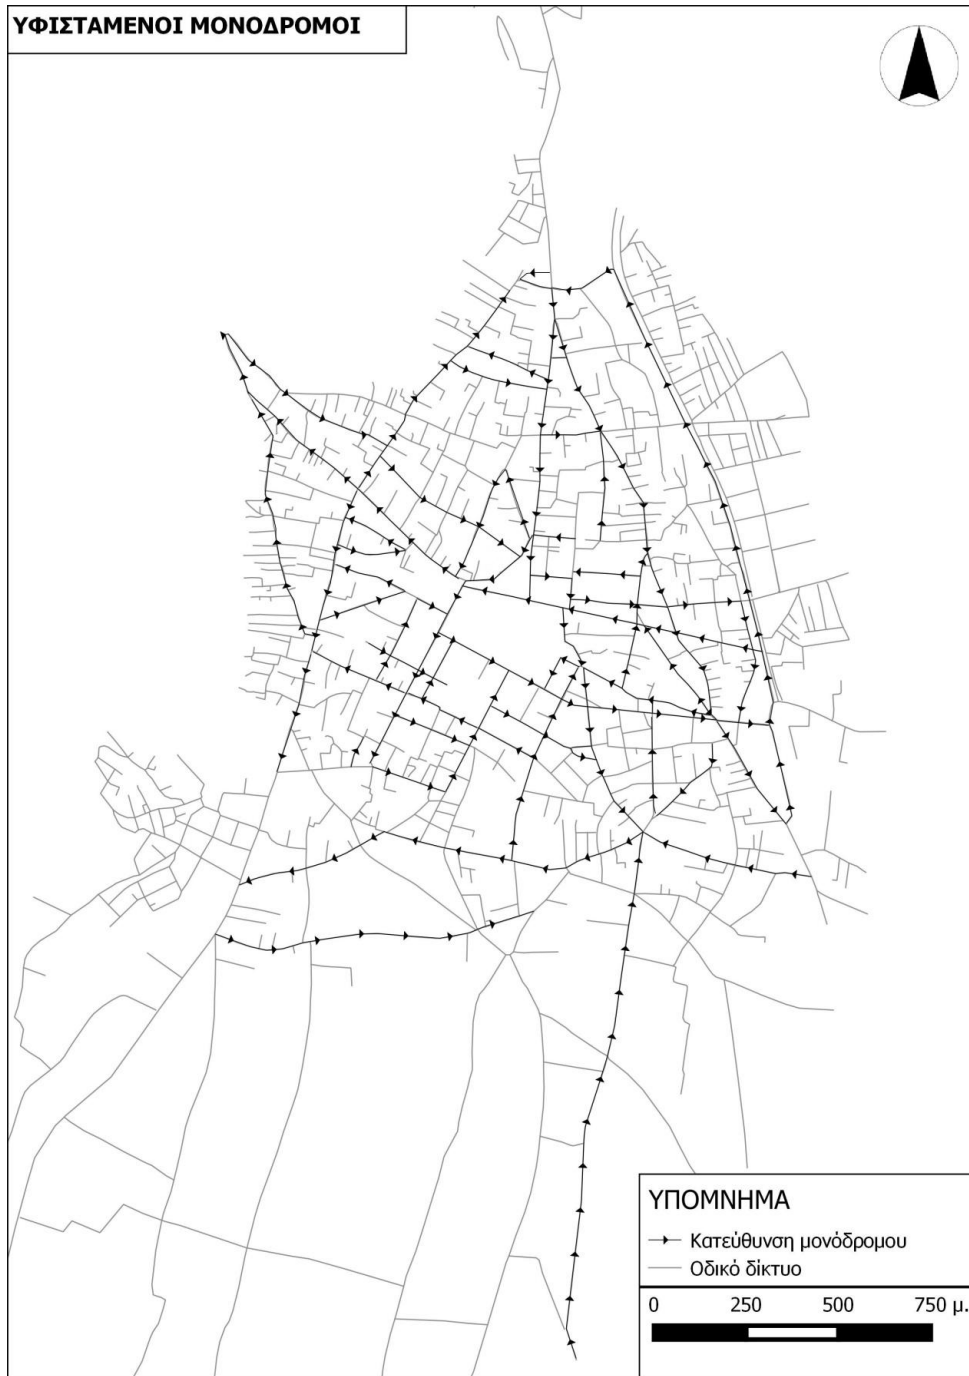 ΥΦΙΣΤΑΜΕΝΟΙ ΜΟΝΟΔΡΟΜΟΙ
ΥΠΟΜΝΗΜΑ
Κατεύθυνση μονόδρομου
Οδικό δίκτυο
0 250 500 750 μ.